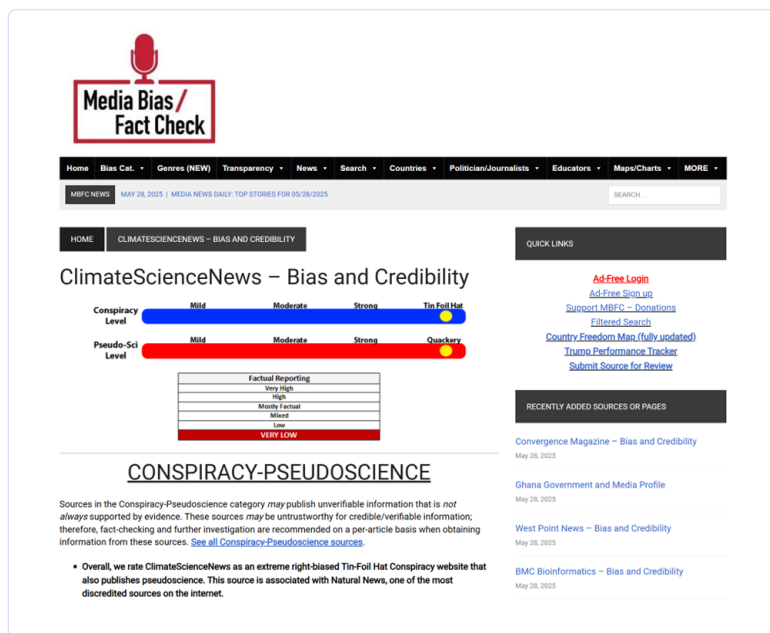 Media Bias/
Fact Check
Home Bias Cat. Genres (NEW) Transparency News Search Countries Politician/Journalists Educators Maps/Charts MORE
MBFC NEWS MAY 28, 2025 | MEDIA NEWS DAILY: TOP STORIES FOR 05/28/2025 SEARCH ...
HOME CLIMATESCIENCENEWS – BIAS AND CREDIBILITY
ClimateScienceNews – Bias and Credibility
Mild Moderate Strong Tin Foil Hat
Conspiracy
Level
Mild Moderate Strong Quackery
Pseudo-Sci
Level
Factual Reporting
Very High
High
Mostly Factual
Mixed
Low
VERY LOW
CONSPIRACY-PSEUDOSCIENCE
Sources in the Conspiracy-Pseudoscience category may publish unverifiable information that is not
always supported by evidence. These sources may be untrustworthy for credible/verifiable information;
therefore, fact-checking and further investigation are recommended on a per-article basis when obtaining
information from these sources. See all Conspiracy-Pseudoscience sources.
Overall, we rate ClimateScienceNews as an extreme right-biased Tin-Foil Hat Conspiracy website that
also publishes pseudoscience. This source is associated with Natural News, one of the most
discredited sources on the internet.
QUICK LINKS
Ad-Free Login
Ad-Free Sign up
Support MBFC – Donations
Filtered Search
Country Freedom Map (fully updated)
Trump Performance Tracker
Submit Source for Review
RECENTLY ADDED SOURCES OR PAGES
Convergence Magazine – Bias and Credibility
May 28, 2025
Ghana Government and Media Profile
May 28, 2025
West Point News – Bias and Credibility
May 28, 2025
BMC Bioinformatics – Bias and Credibility
May 28, 2025